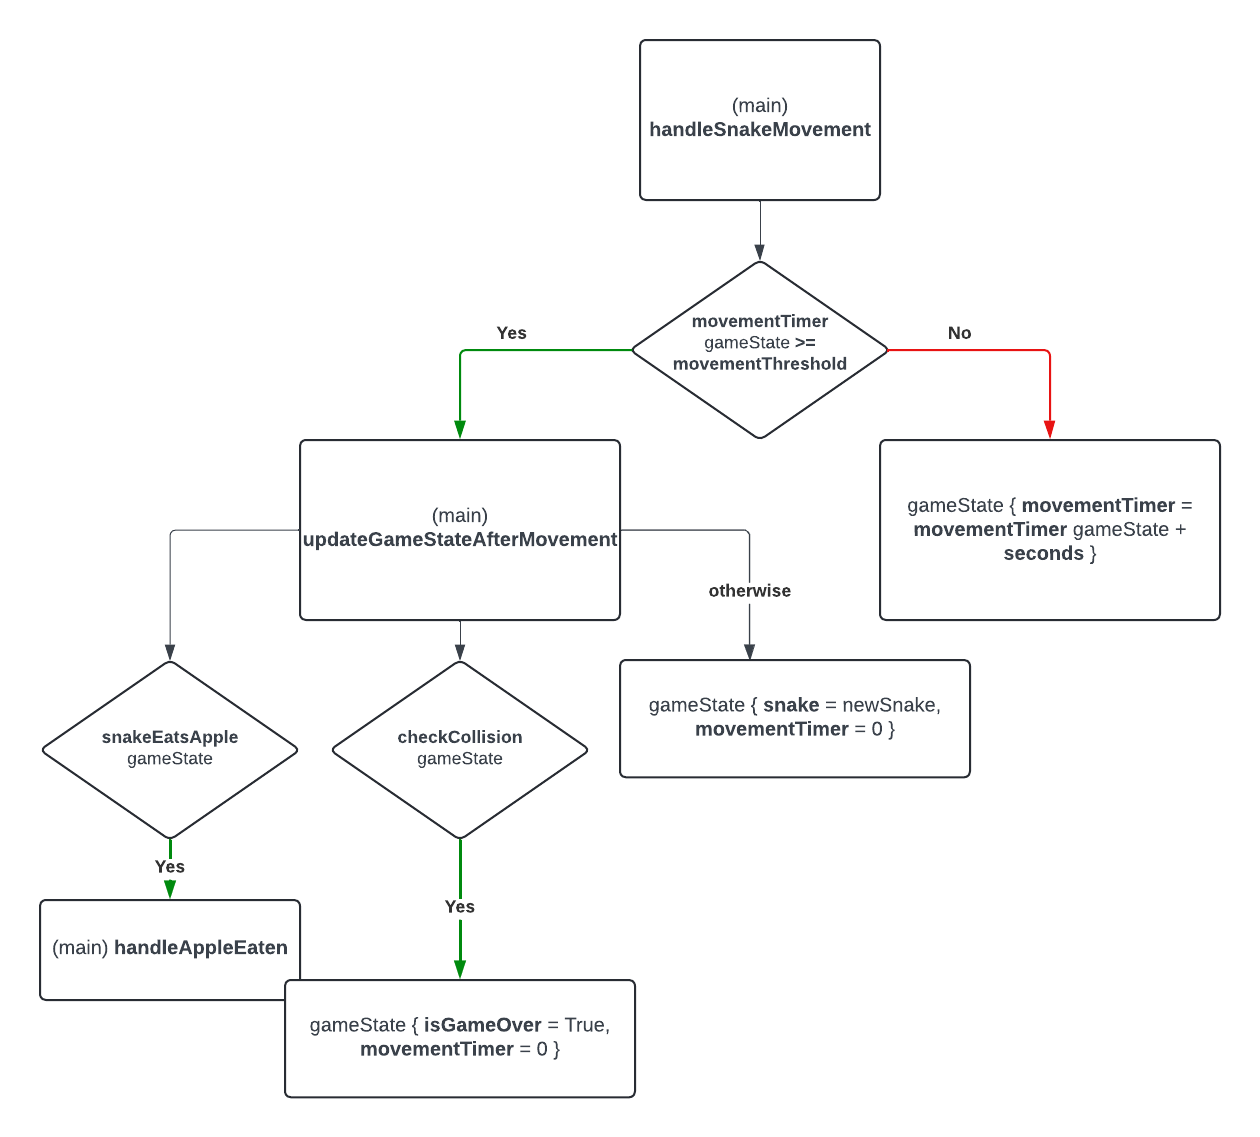 (main)
handleSnakeMovement
movementTimer
gameState >=
movementThreshold
Yes
No
(main)
updateGameStateAfterMovement
gameState { movementTimer =
movementTimer gameState +
seconds }
otherwise
snakeEatsApple
gameState
checkCollision
gameState
gameState { snake = newSnake,
movementTimer = 0 }
Yes
Yes
(main) handleAppleEaten
gameState { isGameOver = True,
movementTimer = 0 }